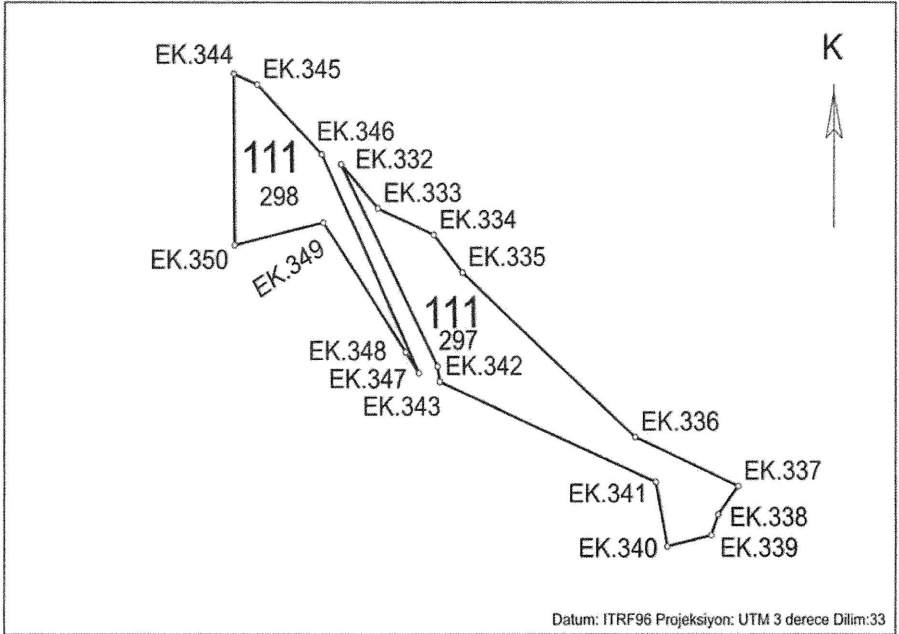 EK.344
EK.345
K
EK.346
111
298
EK.332
EK.333
EK.334
EK.350
EK.349
EK.335
111
297
EK.348
EK.342
EK.347
EK.343
EK.336
EK.341
EK.337
EK.338
EK.340
EK.339
Datum: ITRF96 Projeksiyon: UTM 3 derece Dilim:33